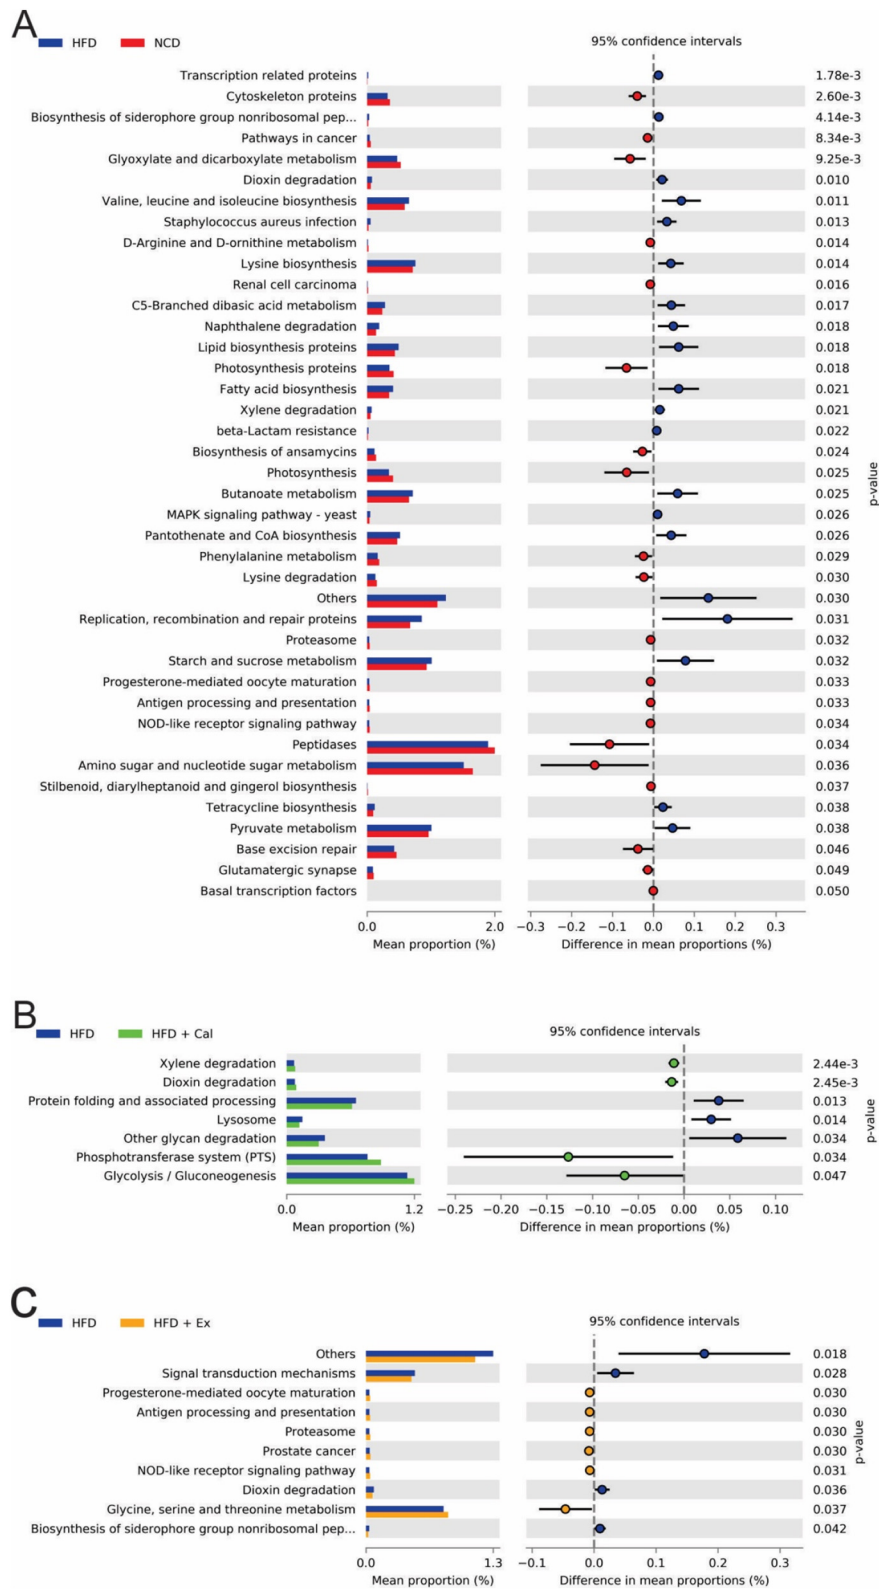 A
HFD NCD 95% confidence intervals
Transcription related proteins 1.78e-3
Cytoskeleton proteins 2.60e-3
Biosynthesis of siderophore group nonribosomal pep... 4.14e-3
Pathways in cancer 8.34e-3
Glyoxylate and dicarboxylate metabolism 9.25e-3
Dioxin degradation 0.010
Valine, leucine and isoleucine biosynthesis 0.011
Staphylococcus aureus infection 0.013
D-Arginine and D-ornithine metabolism 0.014
Lysine biosynthesis 0.014
Renal cell carcinoma 0.016
C5-Branched dibasic acid metabolism 0.017
Naphthalene degradation 0.018
Lipid biosynthesis proteins 0.018
Photosynthesis proteins 0.018
Fatty acid biosynthesis 0.021
Xylene degradation 0.021
beta-Lactam resistance 0.022
Biosynthesis of ansamycins 0.024
Photosynthesis 0.025
Butanoate metabolism 0.025
MAPK signaling pathway - yeast 0.026
Pantothenate and CoA biosynthesis 0.026
Phenylalanine metabolism 0.029
Lysine degradation 0.030
Others 0.030
Replication, recombination and repair proteins 0.031
Proteasome 0.032
Starch and sucrose metabolism 0.032
Progesterone-mediated oocyte maturation 0.033
Antigen processing and presentation 0.033
NOD-like receptor signaling pathway 0.034
Peptidases 0.034
Amino sugar and nucleotide sugar metabolism 0.036
Stilbenoid, diarylheptanoid and gingerol biosynthesis 0.037
Tetracycline biosynthesis 0.038
Pyruvate metabolism 0.038
Base excision repair 0.046
Glutamatergic synapse 0.049
Basal transcription factors 0.050
p-value
0.0 2.0 −0.3 −0.2 −0.1 0.0 0.1 0.2 0.3
Mean proportion (%) Difference in mean proportions (%)
B
HFD HFD + Cal 95% confidence intervals
Xylene degradation 2.44e-3
Dioxin degradation 2.45e-3
Protein folding and associated processing 0.013
Lysosome 0.014
Other glycan degradation 0.034
Phosphotransferase system (PTS) 0.034
Glycolysis / Gluconeogenesis 0.047
p-value
0.0 1.2 −0.25 −0.20 −0.15 −0.10 −0.05 0.00 0.05 0.10
Mean proportion (%) Difference in mean proportions (%)
C
HFD HFD + Ex 95% confidence intervals
Others 0.018
Signal transduction mechanisms 0.028
Progesterone-mediated oocyte maturation 0.030
Antigen processing and presentation 0.030
Proteasome 0.030
Prostate cancer 0.030
NOD-like receptor signaling pathway 0.031
Dioxin degradation 0.036
Glycine, serine and threonine metabolism 0.037
Biosynthesis of siderophore group nonribosomal pep... 0.042
p-value
0.0 1.3 −0.1 0.0 0.1 0.2 0.3
Mean proportion (%) Difference in mean proportions (%)